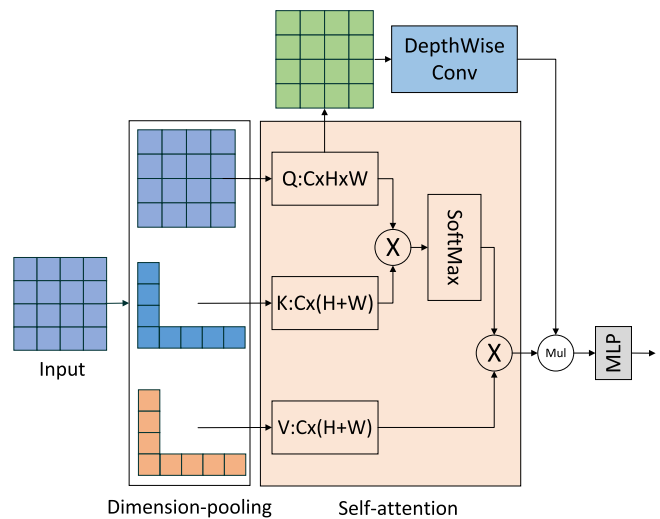 DepthWise
Conv
Q:CxHxW
X
SoftMax
K:Cx(H+W)
X
Mul
MLP
Input
V:Cx(H+W)
Dimension-pooling
Self-attention